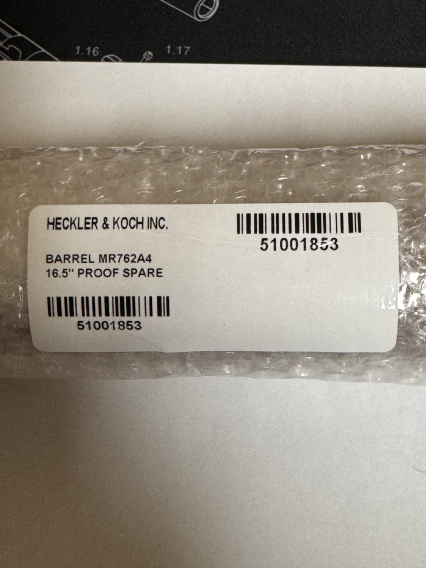 1.16 1.17
HECKLER & KOCH INC.
51001853
BARREL MR762A4
16.5" PROOF SPARE
51001853